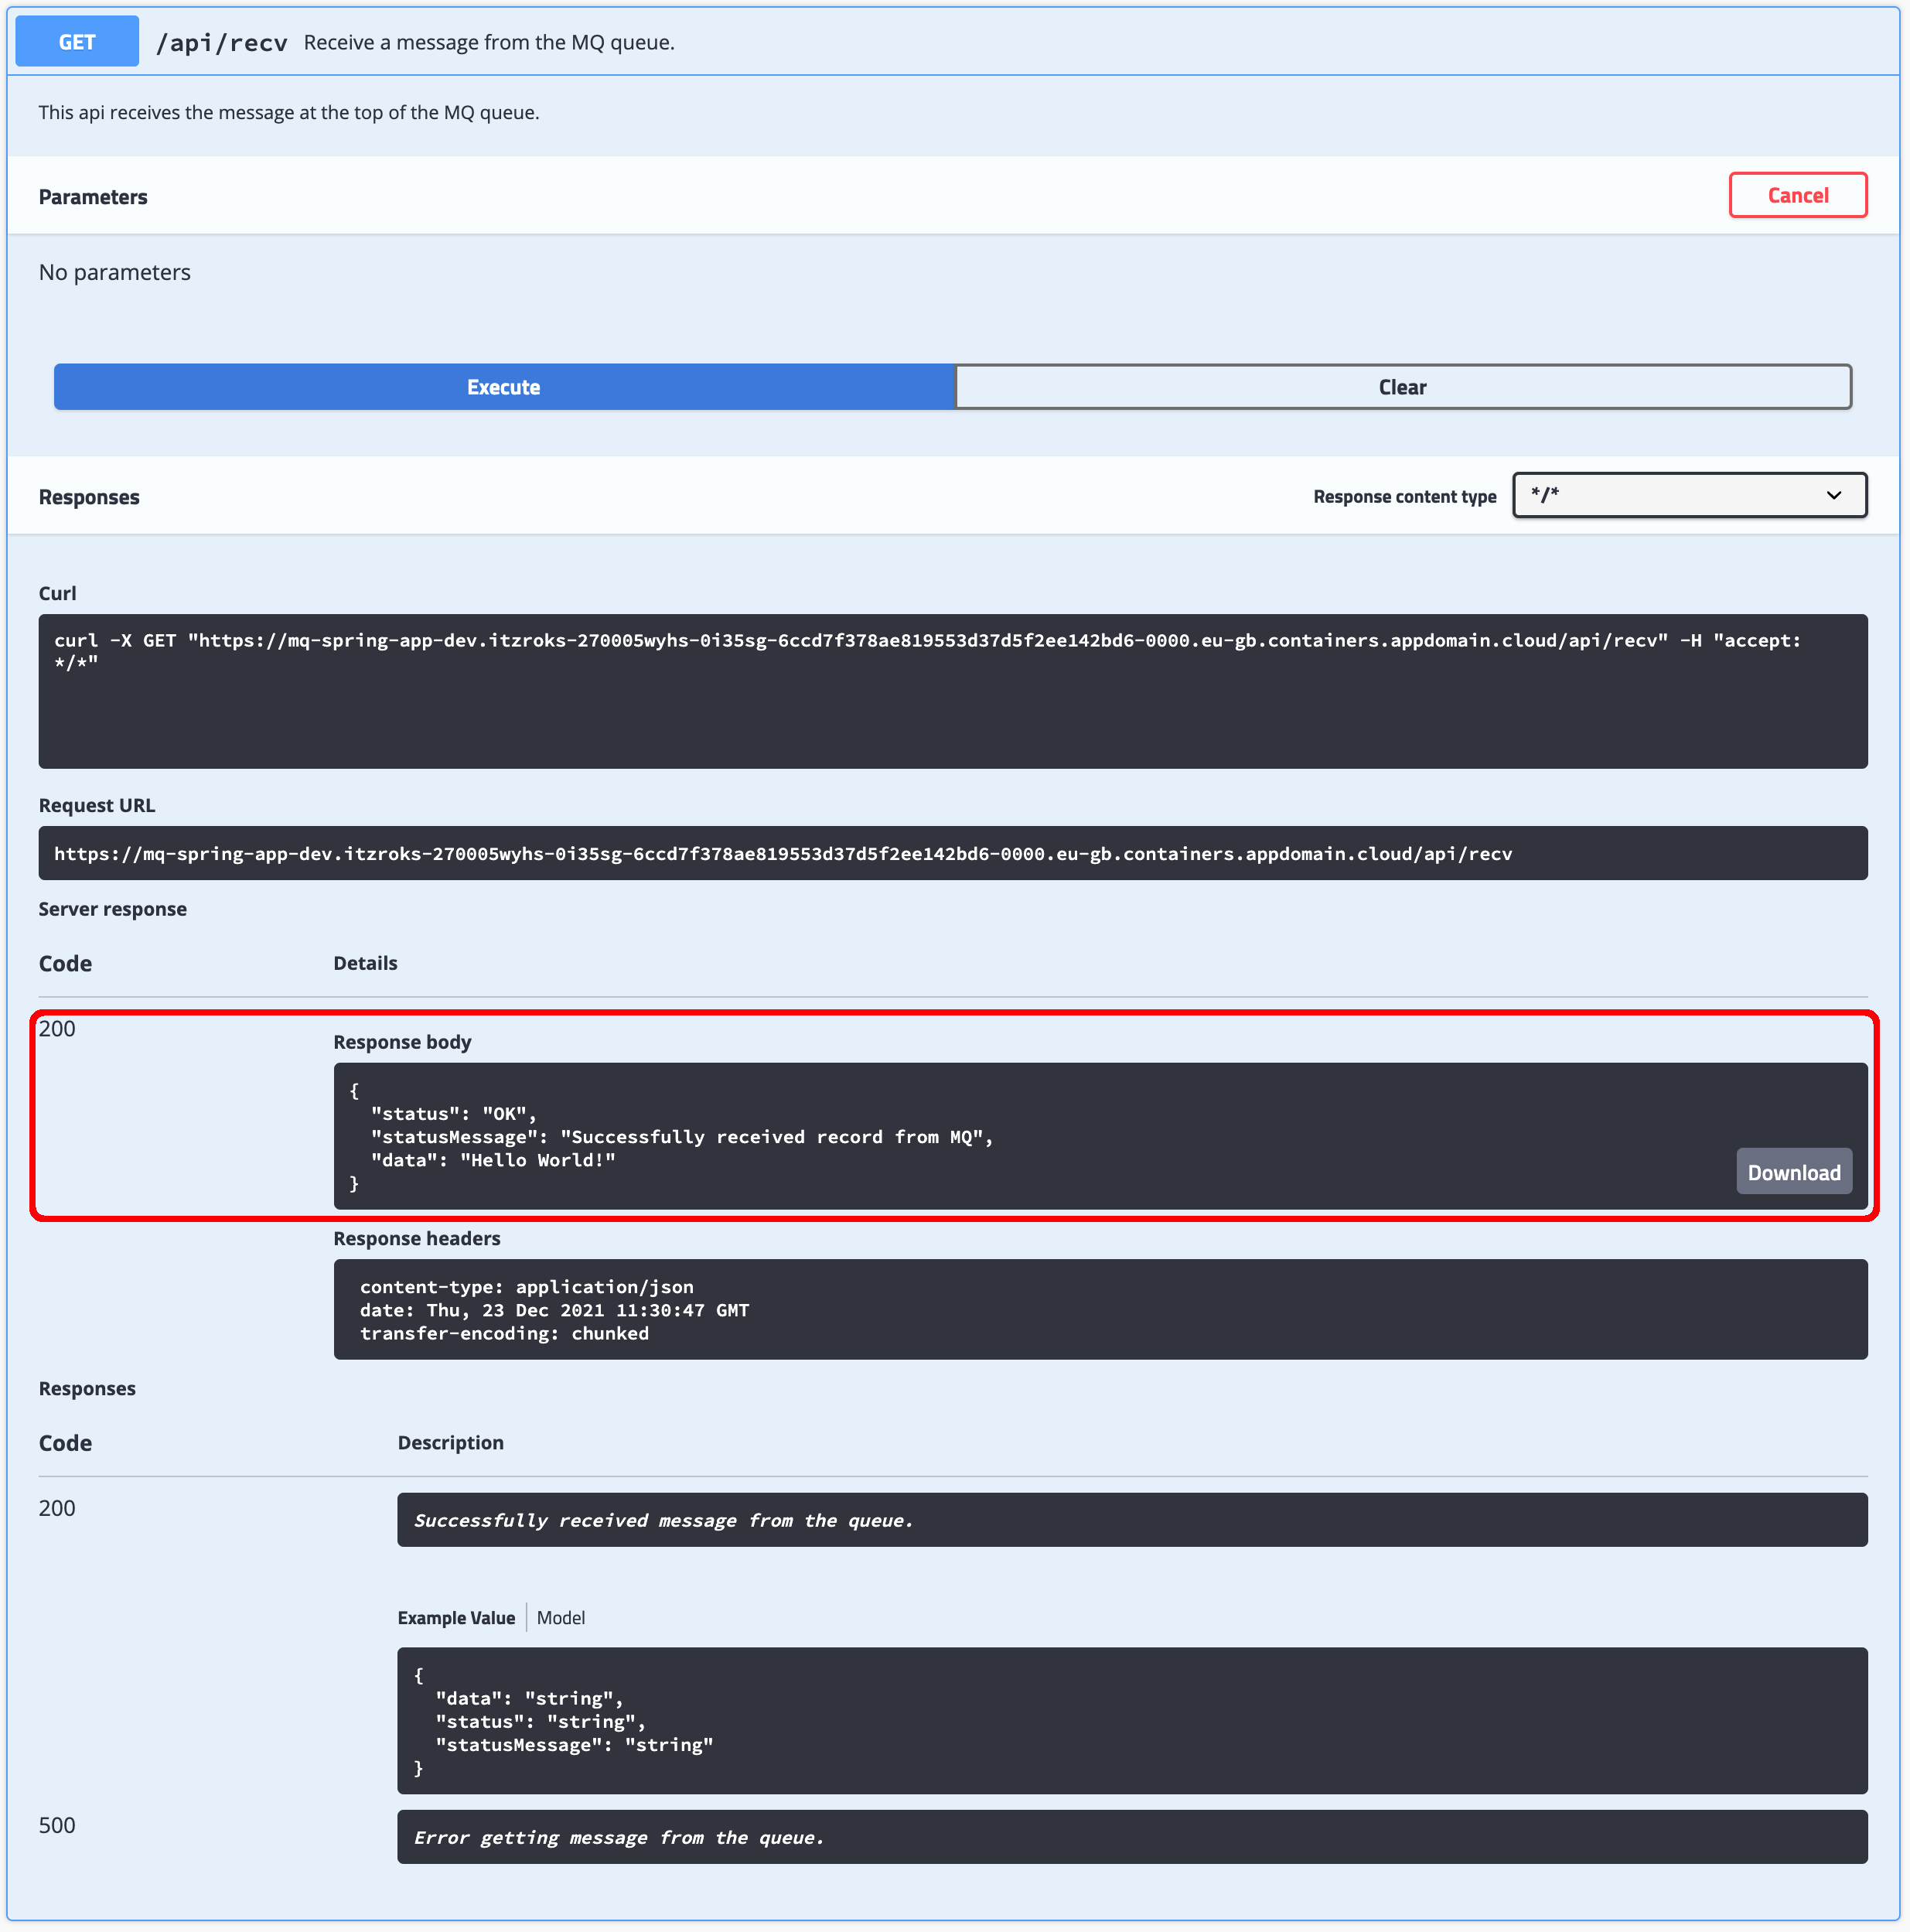 GET /api/recv Receive a message from the MQ queue.
This api receives the message at the top of the MQ queue.
Parameters Cancel
No parameters
Execute Clear
Responses Response content type */*
Curl
curl -X GET "https://mq-spring-app-dev.itzroks-270005wyhs-0i35sg-6ccd7f378ae819553d37d5f2ee142bd6-0000.eu-gb.containers.appdomain.cloud/api/recv" -H "accept:
*/*"
Request URL
https://mq-spring-app-dev.itzroks-270005wyhs-0i35sg-6ccd7f378ae819553d37d5f2ee142bd6-0000.eu-gb.containers.appdomain.cloud/api/recv
Server response
Code Details
200
Response body
{
"status": "OK",
"statusMessage": "Successfully received record from MQ",
"data": "Hello World!"
}
Download
Response headers
content-type: application/json
date: Thu, 23 Dec 2021 11:30:47 GMT
transfer-encoding: chunked
Responses
Code Description
200
Successfully received message from the queue.
Example Value Model
{
"data": "string",
"status": "string",
"statusMessage": "string"
}
500
Error getting message from the queue.